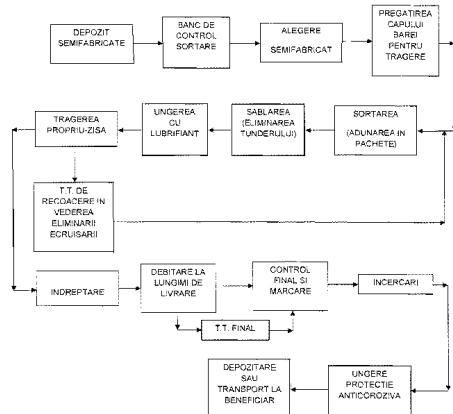 DEPOZIT
SEMIFABRICATE
BANC DE
CONTROL
SORTARE
ALEGERE
SEMIFABRICAT
PREGATIREA
CAPULUI
BAREI
PENTRU
TRAGERE
TRAGEREA
PROPRIU-ZISA
UNGEREA
CU
LUBRIFIANT
SABLAREA
(ELIMINAREA
TUNDERULUI)
SORTAREA
(ADUNAREA IN
PACHETE)
T.T. DE
RECOACERE IN
VEDEREA
ELIMINARII
ECRUISARII
INDREPTARE
DEBITARE LA
LUNGIMI DE
LIVRARE
CONTROL
FINAL SI
MARCARE
INCERCARI
T.T. FINAL
DEPOZITARE
SAU
TRANSPORT LA
BENEFICIAR
UNGERE
PROTECTIE
ANTICOROZIVA